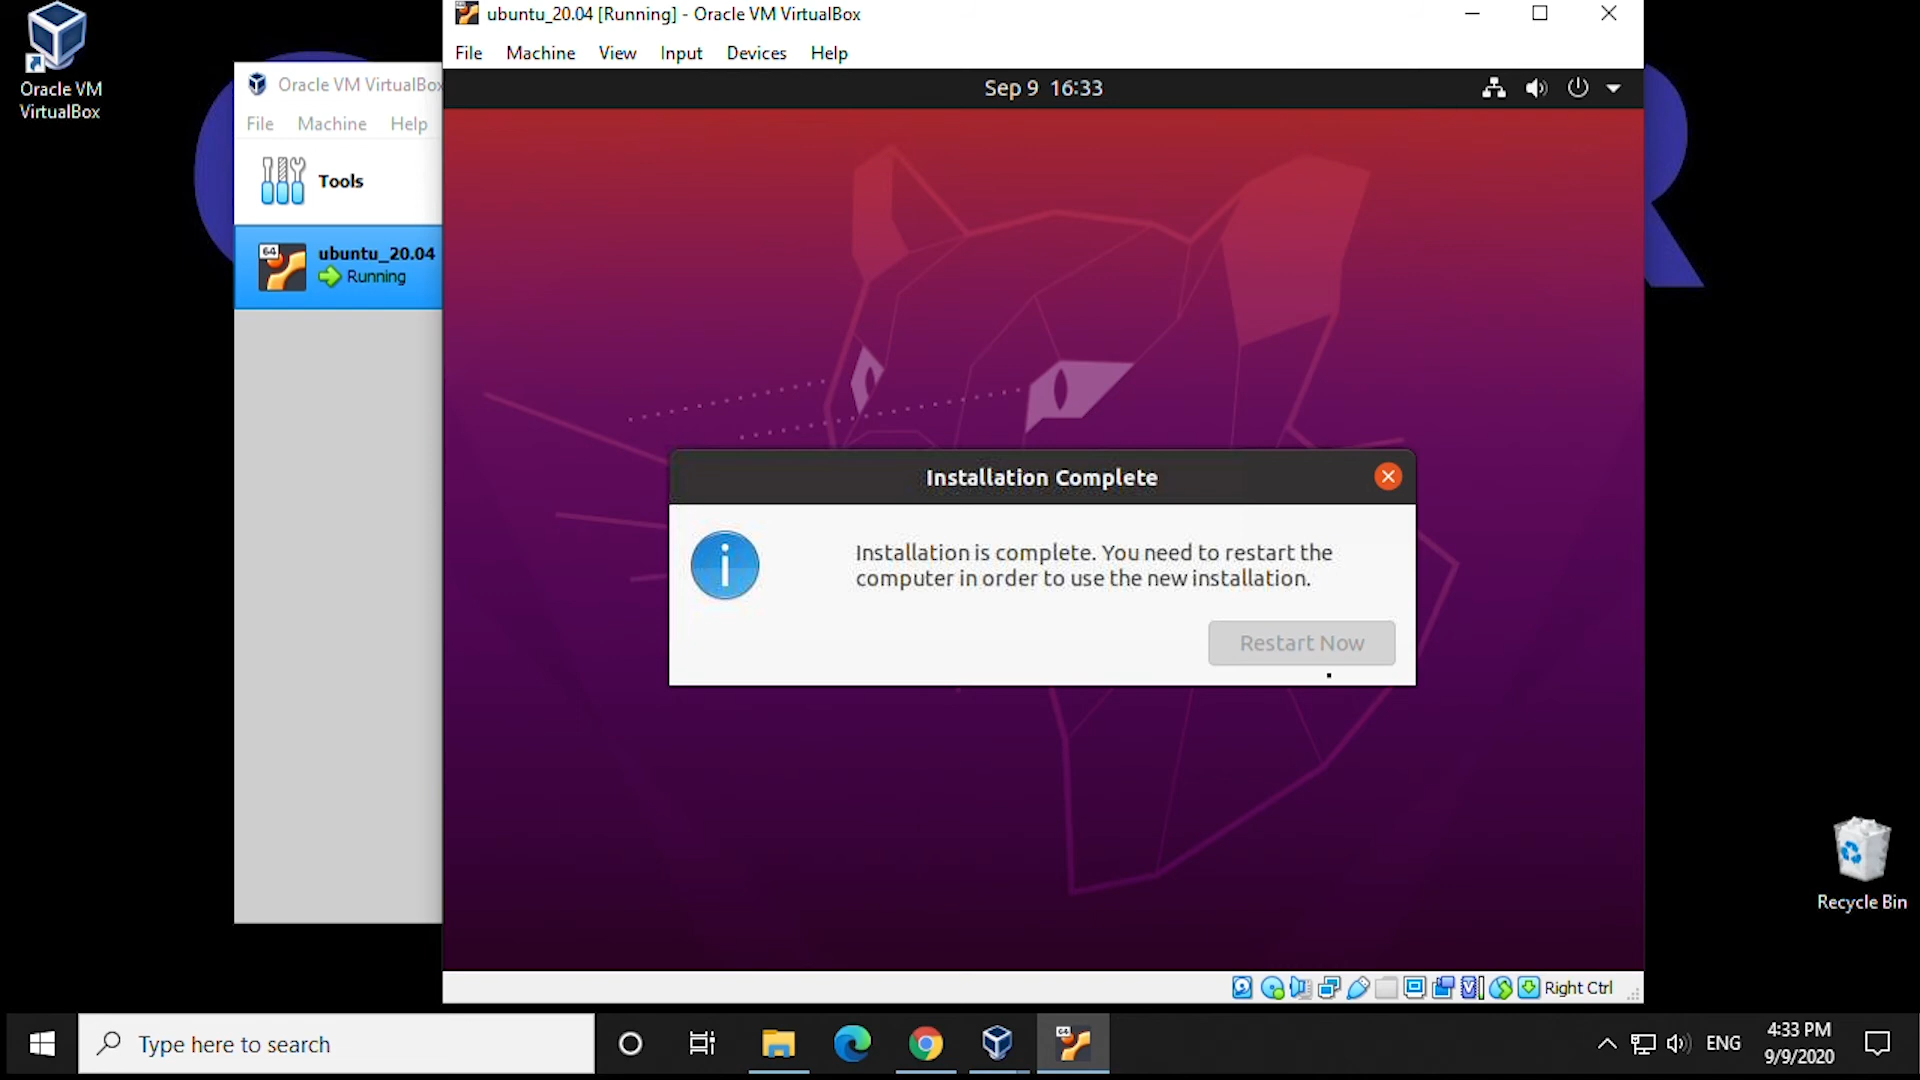 Oracle VM
VirtualBox
ubuntu_20.04 [Running] - Oracle VM VirtualBox
File Machine View Input Devices Help
Oracle VM VirtualBox
File Machine Help
Tools
64
ubuntu_20.04
Running
Sep 9 16:33
Installation Complete
Installation is complete. You need to restart the
computer in order to use the new installation.
Restart Now
Recycle Bin
Right Ctrl
Type here to search
64
ENG
4:33 PM
9/9/2020